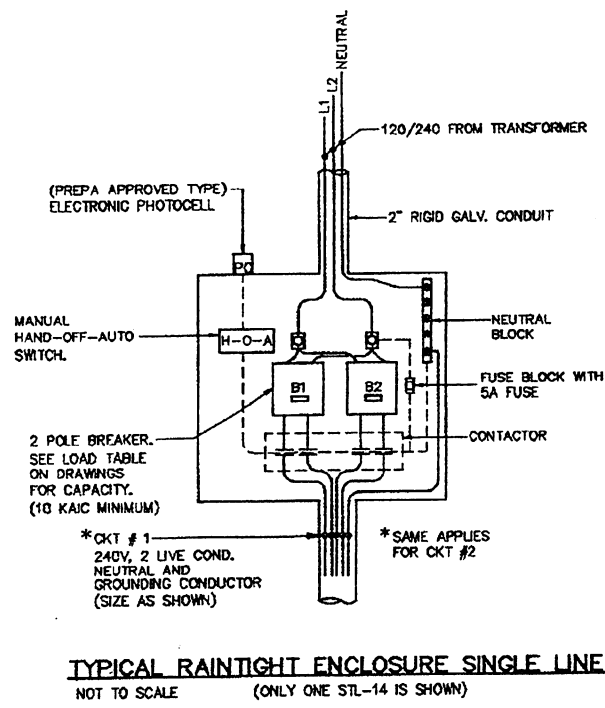 NEUTRAL
L2
L1
120/240 FROM TRANSFORMER
(PREPA APPROVED TYPE)
ELECTRONIC PHOTOCELL
2" RIGID GALV. CONDUIT
PC
MANUAL
HAND-OFF-AUTO
SWITCH.
H-O-A
NEUTRAL
BLOCK
FUSE BLOCK WITH
5A FUSE
B1
B2
2 POLE BREAKER.
SEE LOAD TABLE
ON DRAWINGS
FOR CAPACITY.
(10 KAIC MINIMUM)
CONTACTOR
*CKT # 1
240V, 2 LIVE COND.
NEUTRAL AND
GROUNDING CONDUCTOR
(SIZE AS SHOWN)
*SAME APPLIES
FOR CKT #2
TYPICAL RAINTIGHT ENCLOSURE SINGLE LINE
NOT TO SCALE (ONLY ONE STL-14 IS SHOWN)